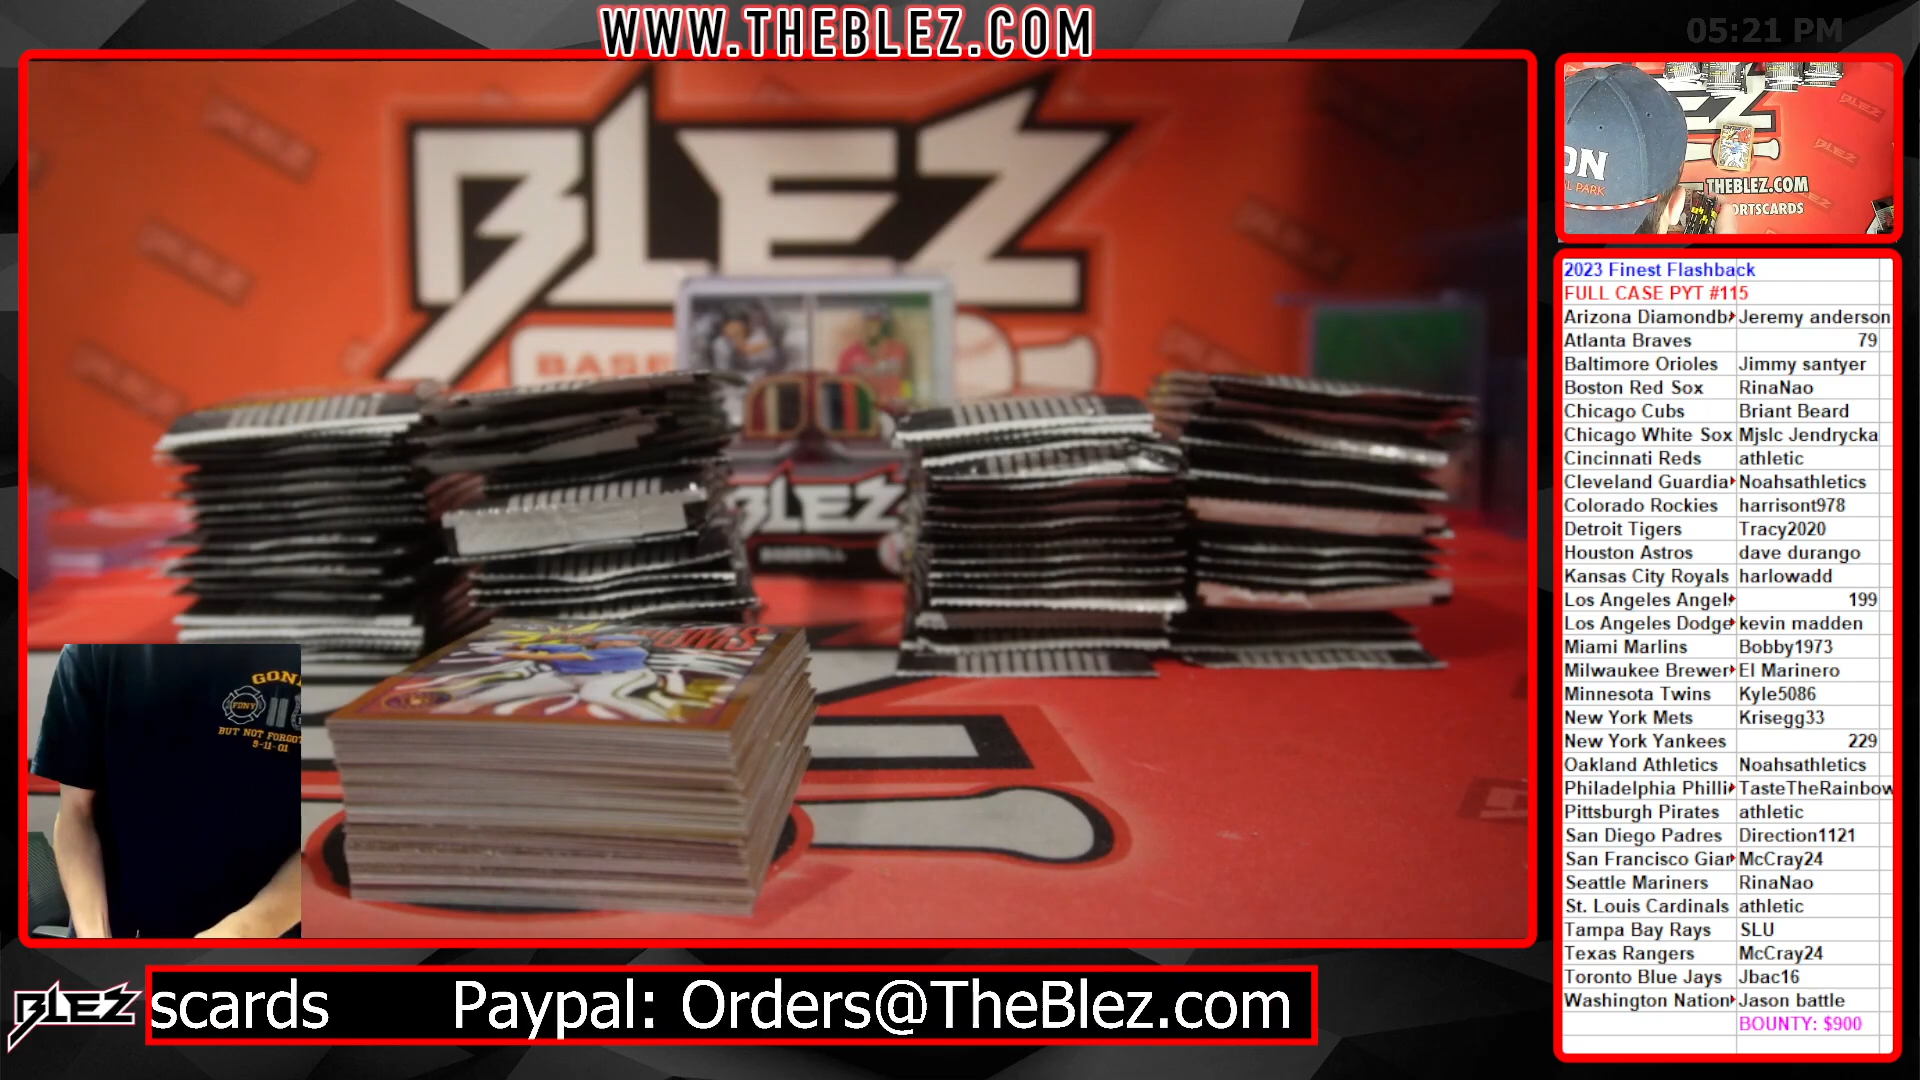 WWW.THEBLEZ.COM
05:21 PM
BLEZ
BLEZ
THEBLEZ.COM
ORTSCARDS
BLEZ
BLEZ
GON
FDNY
BUT NOT FORGOT
9-11-01
2023 Finest Flashback
FULL CASE PYT #115
Arizona Diamondb Jeremy anderson
Atlanta Braves 79
Baltimore Orioles Jimmy santyer
Boston Red Sox RinaNao
Chicago Cubs Briant Beard
Chicago White Sox Mjslc Jendrycka
Cincinnati Reds athletic
Cleveland Guardia Noahsathletics
Colorado Rockies harrisont978
Detroit Tigers Tracy2020
Houston Astros dave durango
Kansas City Royals harlowadd
Los Angeles Angel 199
Los Angeles Dodge kevin madden
Miami Marlins Bobby1973
Milwaukee Brewer El Marinero
Minnesota Twins Kyle5086
New York Mets Krisegg33
New York Yankees 229
Oakland Athletics Noahsathletics
Philadelphia Philli TasteTheRainbow
Pittsburgh Pirates athletic
San Diego Padres Direction1121
San Francisco Giar McCray24
Seattle Mariners RinaNao
St. Louis Cardinals athletic
Tampa Bay Rays SLU
Texas Rangers McCray24
Toronto Blue Jays Jbac16
Washington Nation Jason battle
BOUNTY: $900
BLEZ
scards Paypal: Orders@TheBlez.com